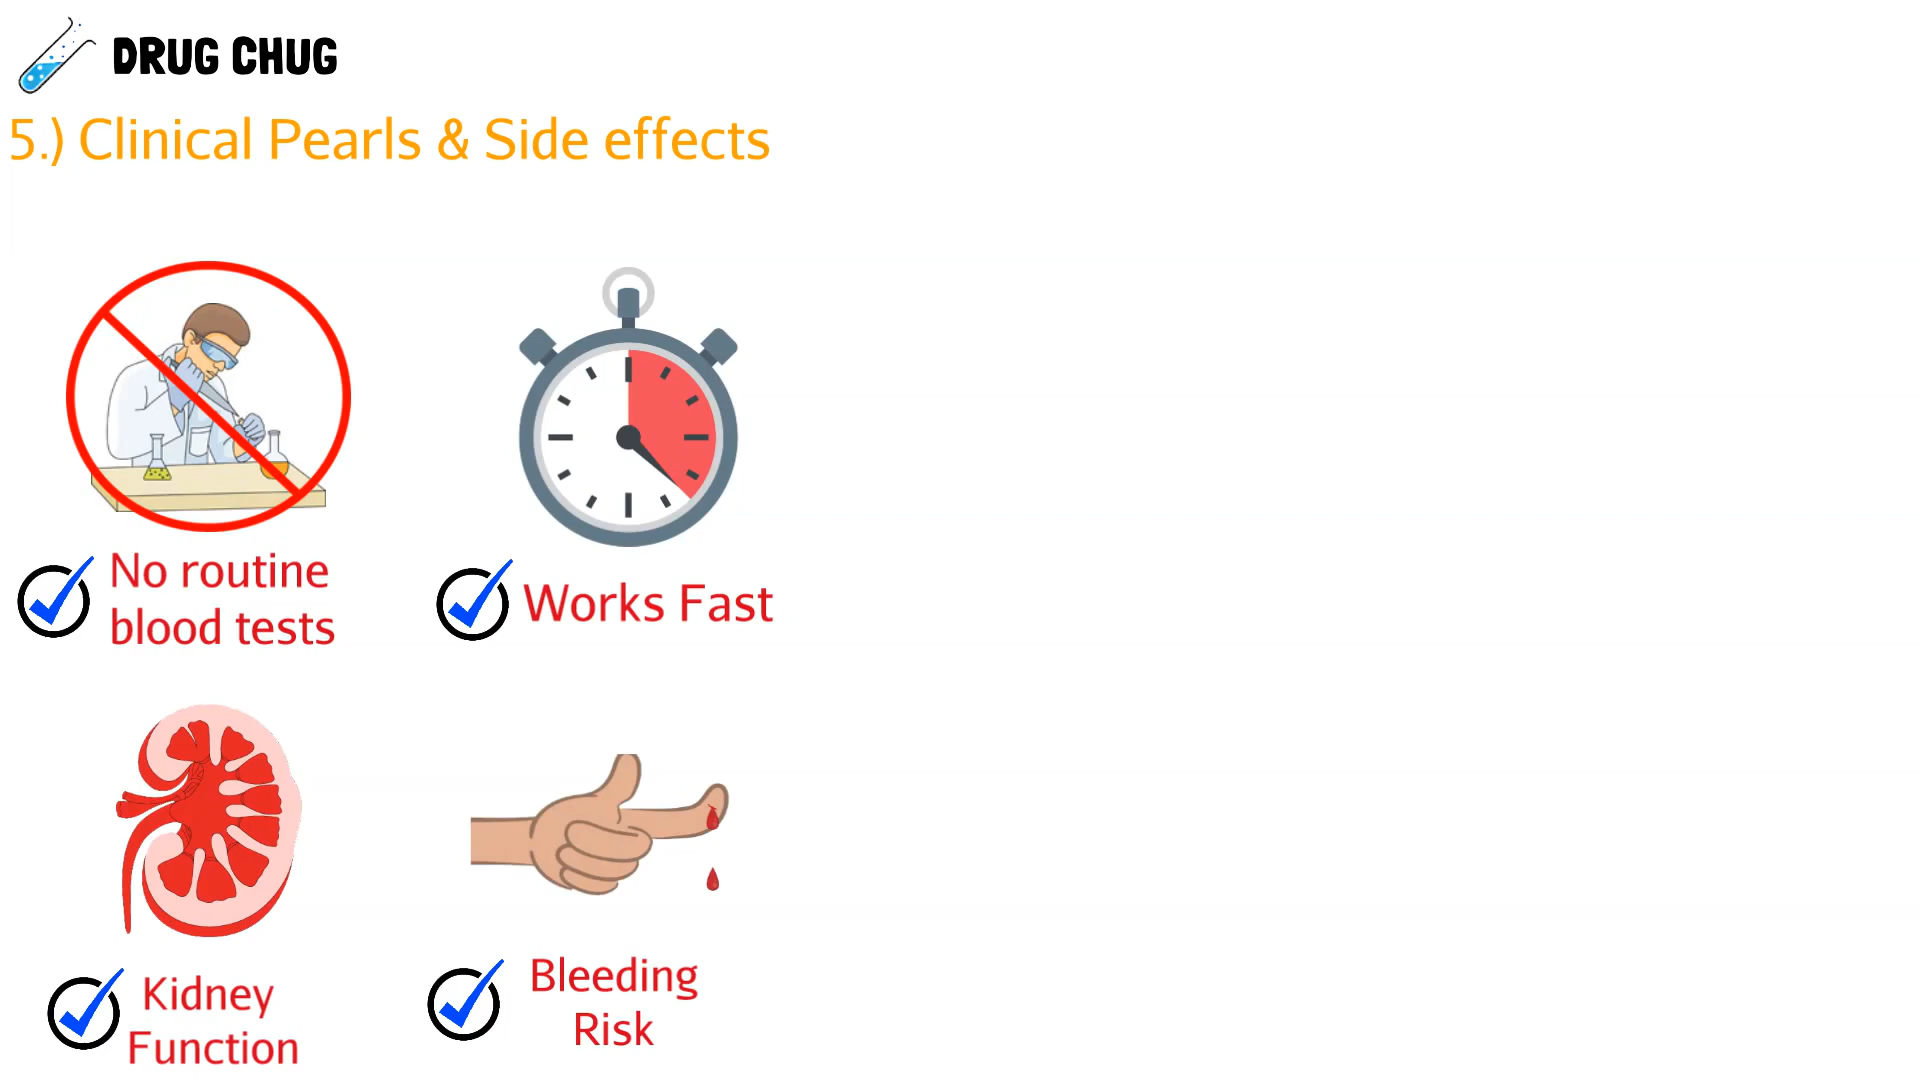 DRUG CHUG
5.) Clinical Pearls & Side effects
No routine
blood tests
Works Fast
Kidney
Function
Bleeding
Risk